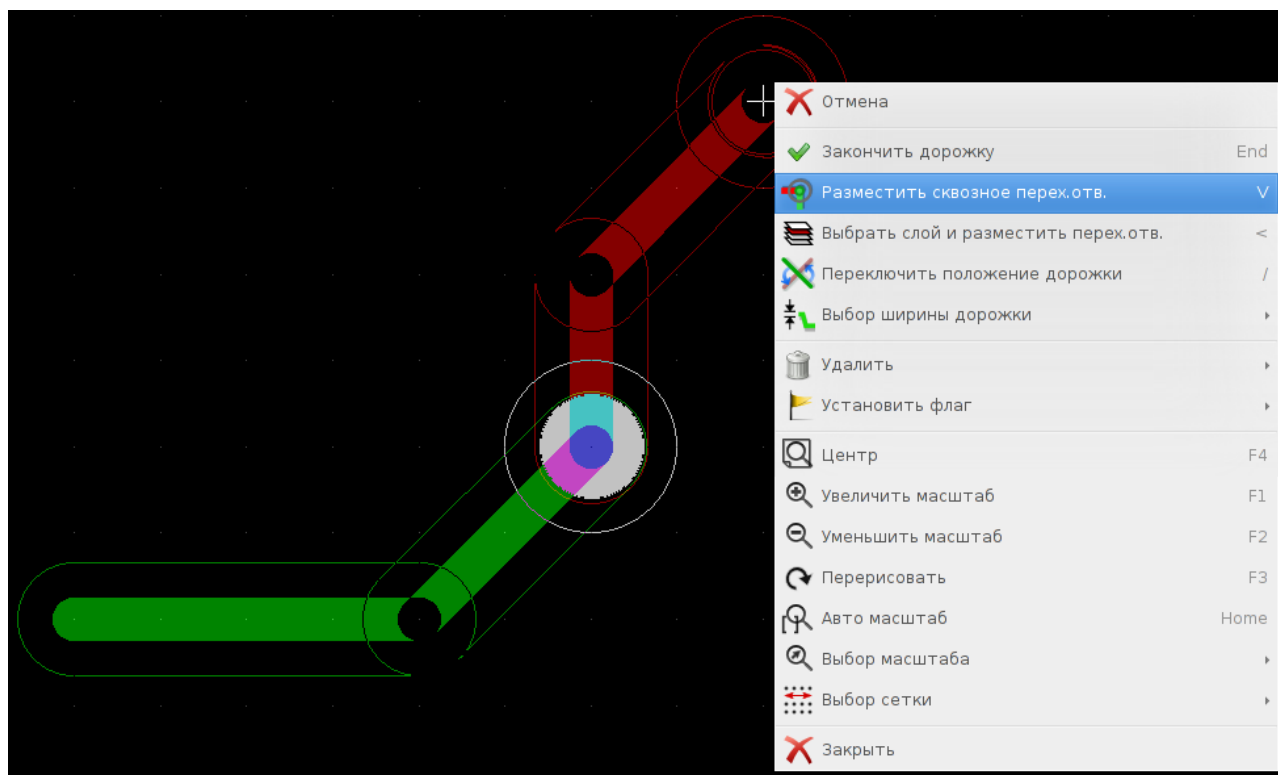 Отмена
Закончить дорожку End
Разместить сквозное перех.отв. V
Выбрать слой и разместить перех.отв. <
Переключить положение дорожки /
Выбор ширины дорожки
Удалить
Установить флаг
Центр F4
Увеличить масштаб F1
Уменьшить масштаб F2
Перерисовать F3
Авто масштаб Home
Выбор масштаба
Выбор сетки
Закрыть